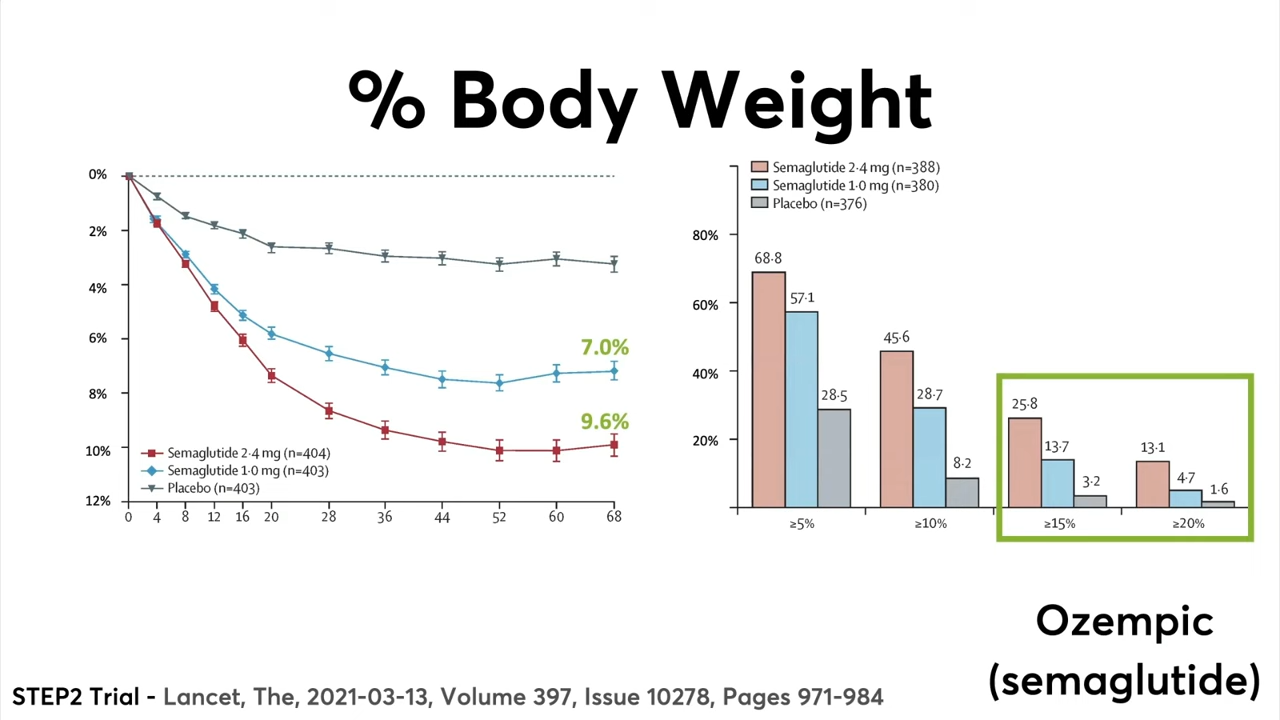 % Body Weight
0%
2%
4%
6%
8%
10%
12%
7.0%
9.6%
Semaglutide 2·4 mg (n=404)
Semaglutide 1·0 mg (n=403)
Placebo (n=403)
0 4 8 12 16 20 28 36 44 52 60 68
Semaglutide 2·4 mg (n=388)
Semaglutide 1·0 mg (n=380)
Placebo (n=376)
80%
60%
40%
20%
68·8 57·1 28·5
45·6 28·7 8·2
25·8 13·7 3·2
13·1 4·7 1·6
≥5% ≥10% ≥15% ≥20%
Ozempic
(semaglutide)
STEP2 Trial - Lancet, The, 2021-03-13, Volume 397, Issue 10278, Pages 971-984